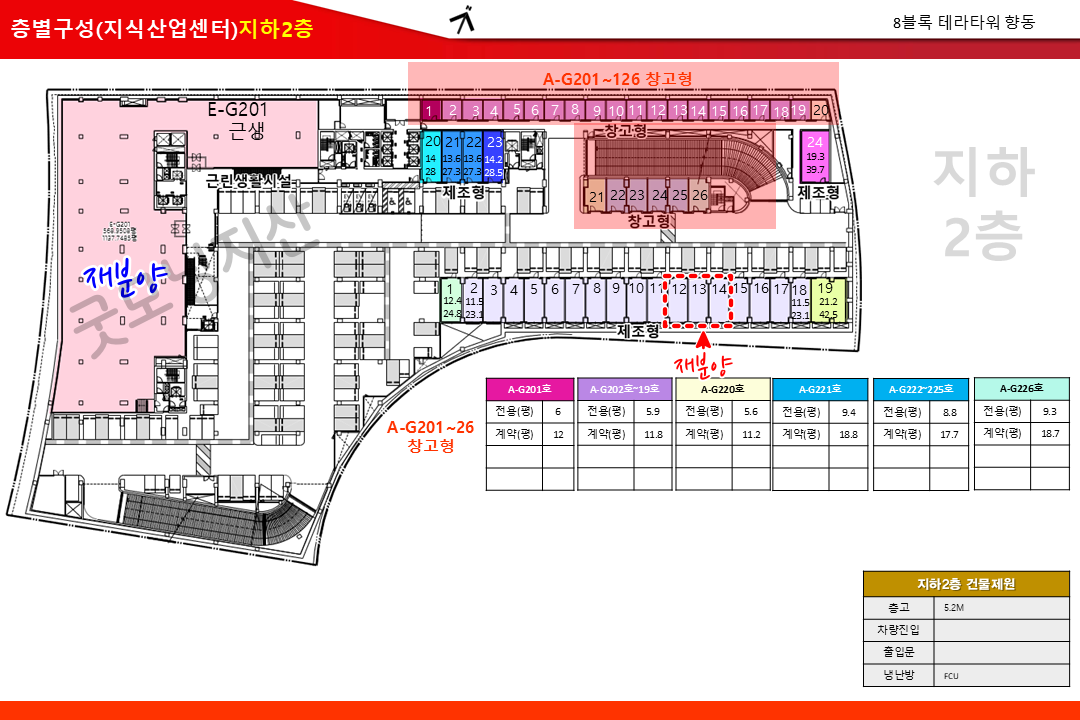 층별구성(지식산업센터)지하2층
8블록 테라타워 향동
A-G201~126 창고형
E-G201
근생
1 2 3 4 5 6 7 8 9 10 11 12 13 14 15 16 17 18 19 20
창고형
20 21 22 23
14 13.6 13.6 14.2
28 27.3 27.3 28.5
제조형
24
19.3
39.7
제조형
지하
2층
근린생활시설
21 22 23 24 25 26
창고형
E-G201
568.9508평
1137.7485평
재분양
굿모닝지산
1 2 3 4 5 6 7 8 9 10 11 12 13 14 15 16 17 18 19
12.4 11.5 11.5 21.2
24.8 23.1 23.1 42.5
제조형
재분양
A-G201~26
창고형
A-G201호 A-G202호~19호 A-G220호 A-G221호 A-G222~225호 A-G226호
전용(평) 6 전용(평) 5.9 전용(평) 5.6 전용(평) 9.4 전용(평) 8.8 전용(평) 9.3
계약(평) 12 계약(평) 11.8 계약(평) 11.2 계약(평) 18.8 계약(평) 17.7 계약(평) 18.7
지하2층 건물제원
층고 5.2M
차량진입
출입문
냉난방 FCU